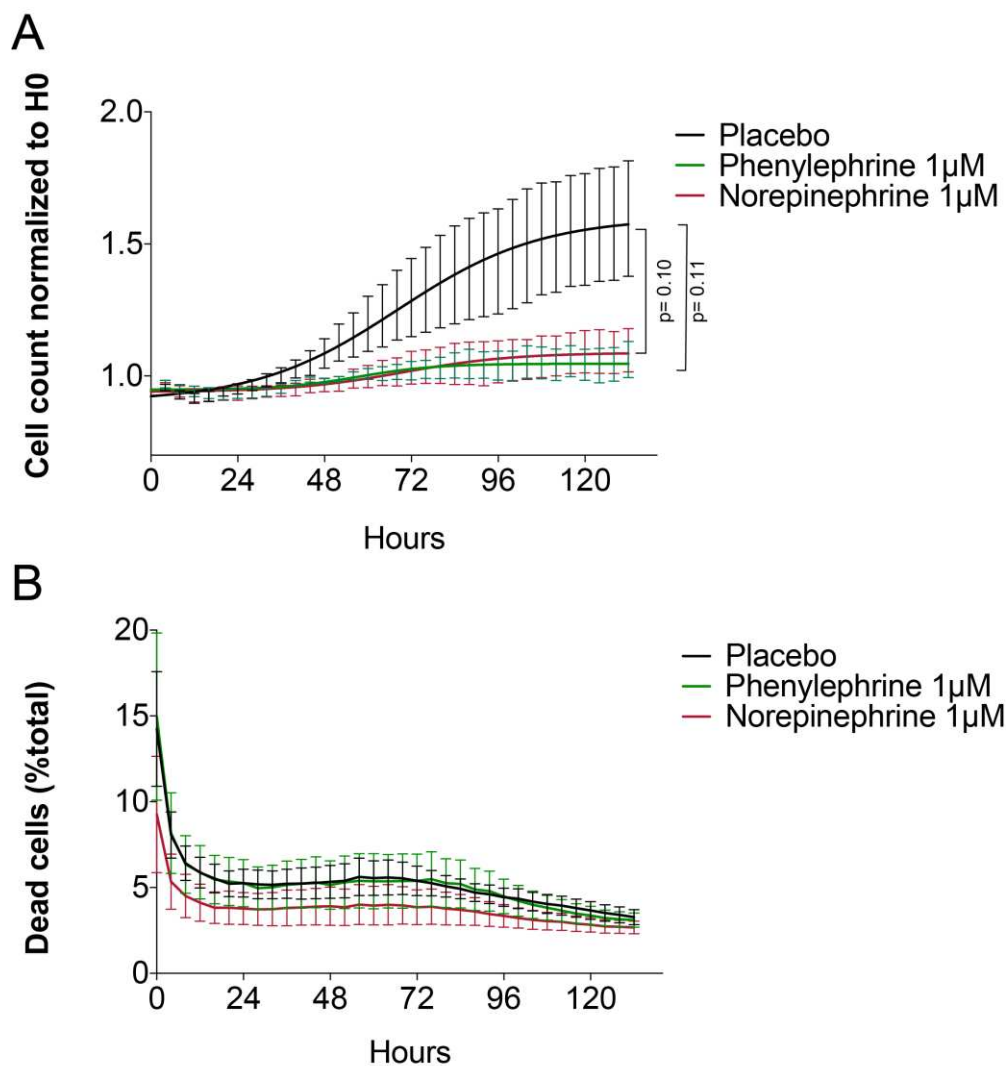 A
Cell count normalized to H0
2.0
1.5
1.0
0
24
48
72
96
120
Hours
Placebo
Phenylephrine 1µM
Norepinephrine 1µM
p= 0.10
p= 0.11
B
Dead cells (%total)
20
15
10
5
0
0
24
48
72
96
120
Hours
Placebo
Phenylephrine 1µM
Norepinephrine 1µM